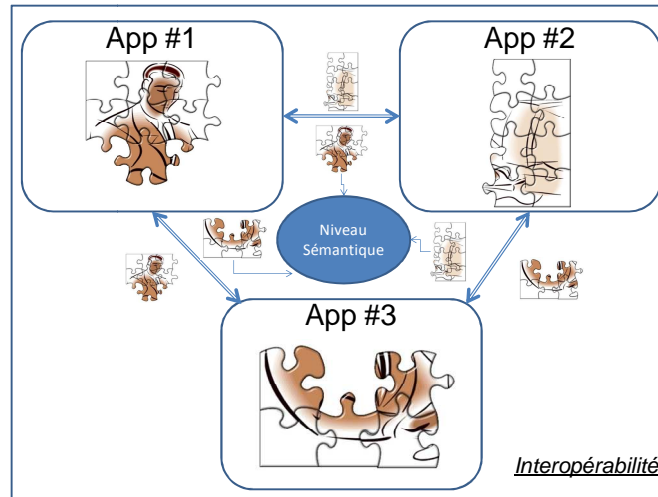 App #1
App #2
Niveau
Sémantique
App #3
Interopérabilité